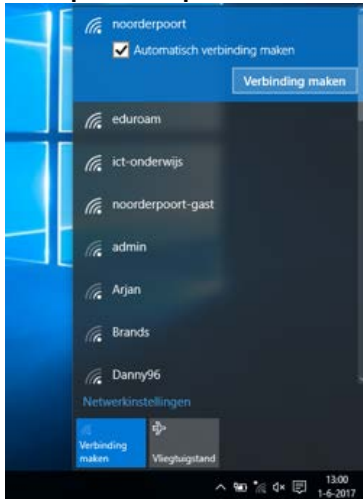 noorderpoort
Automatisch verbinding maken
Verbinding maken
eduroam
ict-onderwijs
noorderpoort-gast
admin
Arjan
Brands
Danny96
Netwerkinstellingen
Verbinding
maken
Vliegtuigstand
13:00
1-6-2017